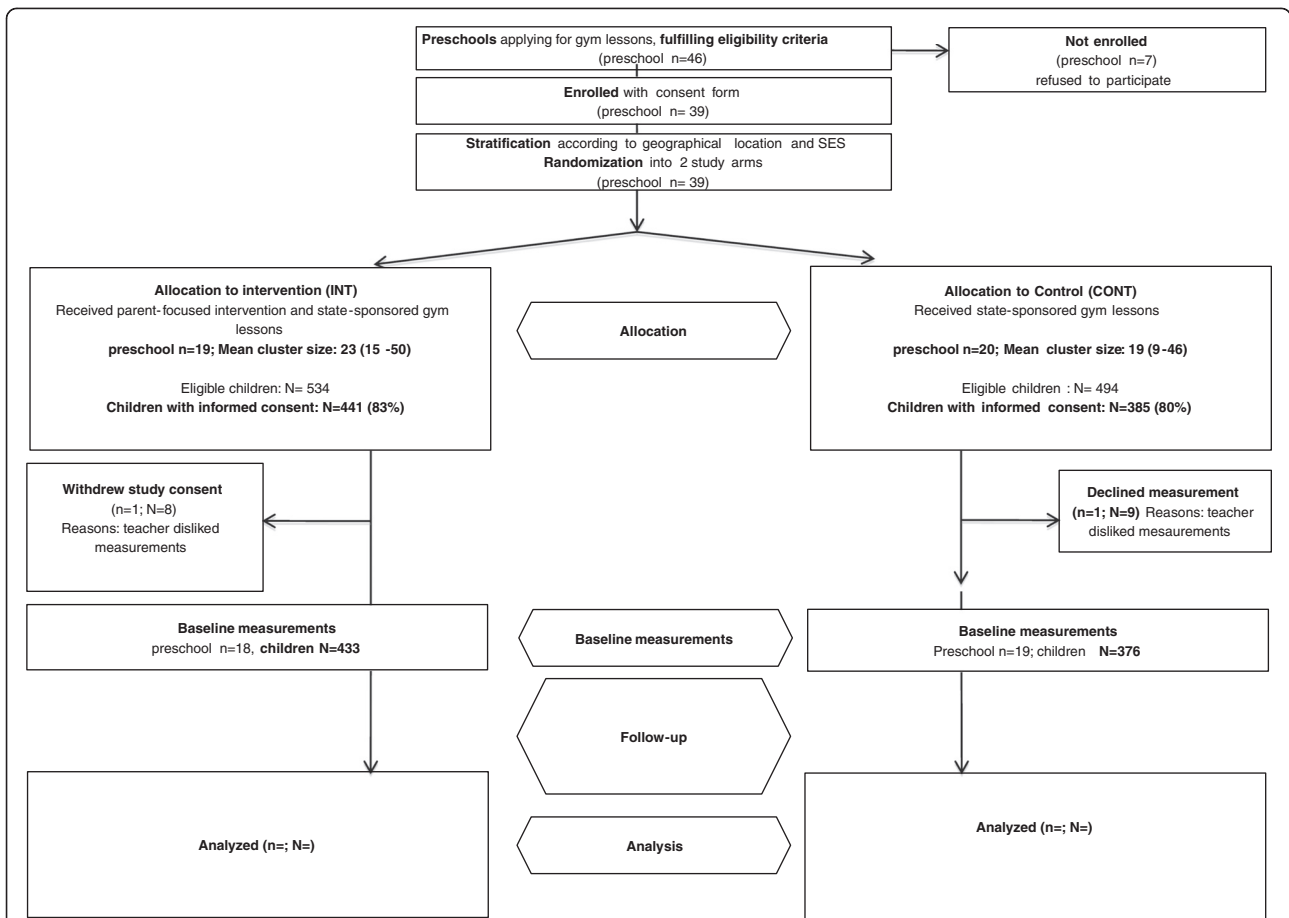 Preschools applying for gym lessons, fulfilling eligibility criteria
(preschool n=46)
Not enrolled
(preschool n=7)
refused to participate
Enrolled with consent form
(preschool n= 39)
Stratification according to geographical location and SES
Randomization into 2 study arms
(preschool n= 39)
Allocation to intervention (INT)
Received parent-focused intervention and state-sponsored gym
lessons
preschool n=19; Mean cluster size: 23 (15 -50)
Eligible children: N= 534
Children with informed consent: N=441 (83%)
Allocation
Allocation to Control (CONT)
Received state-sponsored gym lessons
preschool n=20; Mean cluster size: 19 (9-46)
Eligible children : N= 494
Children with informed consent: N=385 (80%)
Withdrew study consent
(n=1; N=8)
Reasons: teacher disliked
measurements
Declined measurement
(n=1; N=9) Reasons: teacher
disliked mesaurements
Baseline measurements
preschool n=18, children N=433
Baseline measurements
Baseline measurements
Preschool n=19; children N=376
Follow-up
Analyzed (n=; N=)
Analysis
Analyzed (n=; N=)